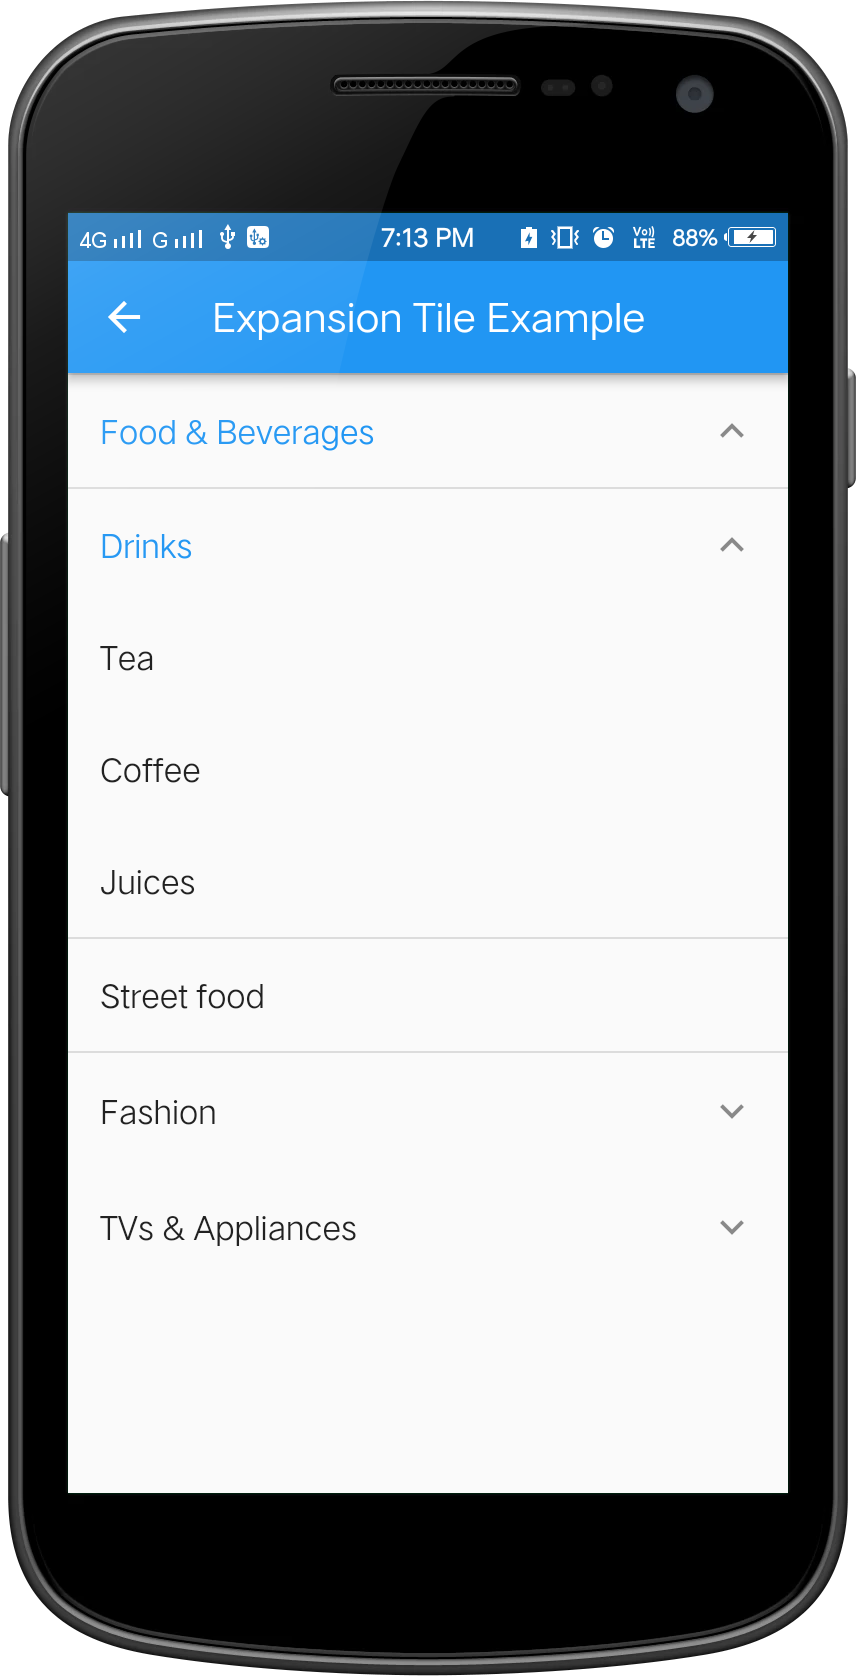 4G G 7:13 PM Vo)) LTE 88%
Expansion Tile Example
Food & Beverages
Drinks
Tea
Coffee
Juices
Street food
Fashion
TVs & Appliances